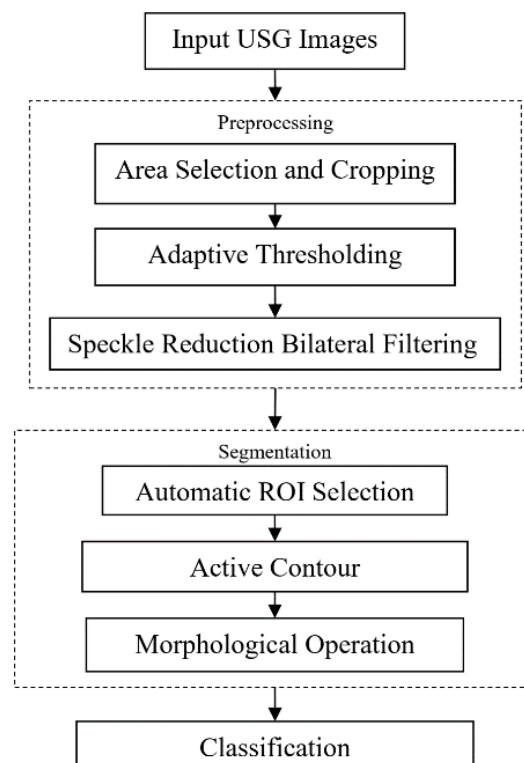 Input USG Images
Preprocessing
Area Selection and Cropping
Adaptive Thresholding
Speckle Reduction Bilateral Filtering
Segmentation
Automatic ROI Selection
Active Contour
Morphological Operation
Classification